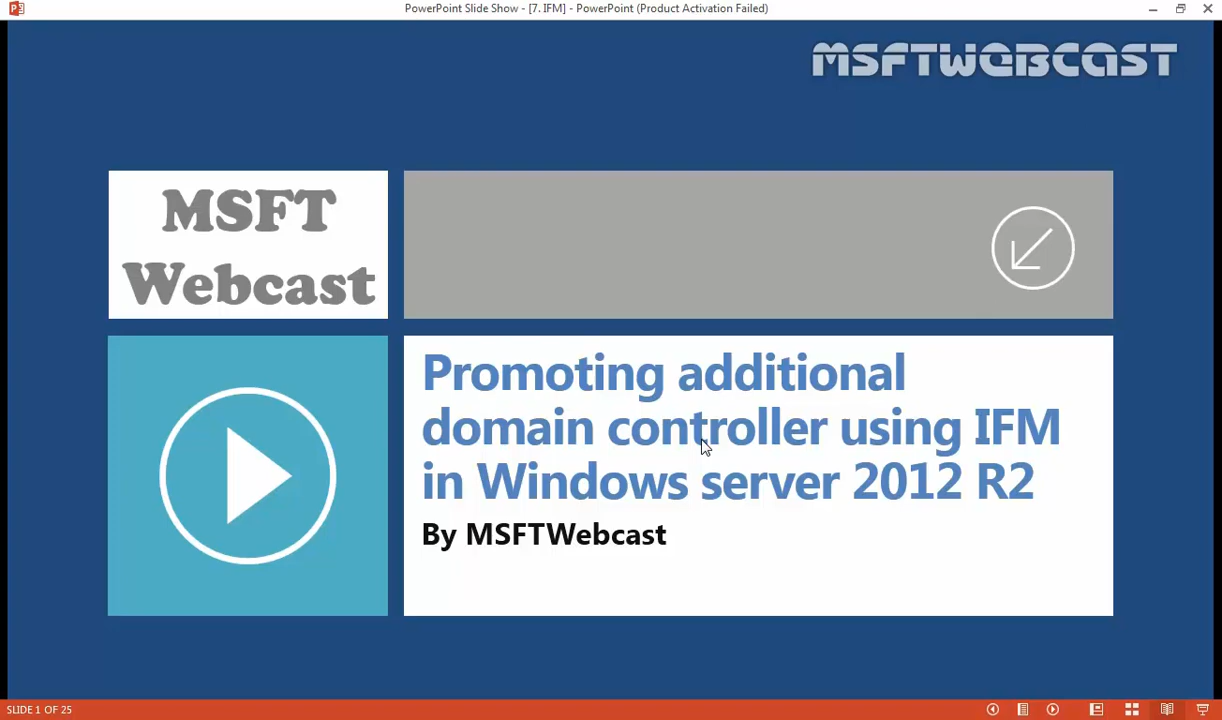 PowerPoint Slide Show - [7. IFM] - PowerPoint (Product Activation Failed)
MSFTWEBCAST
MSFT
Webcast
Promoting additional
domain controller using IFM
in Windows server 2012 R2
By MSFTWebcast
SLIDE 1 OF 25